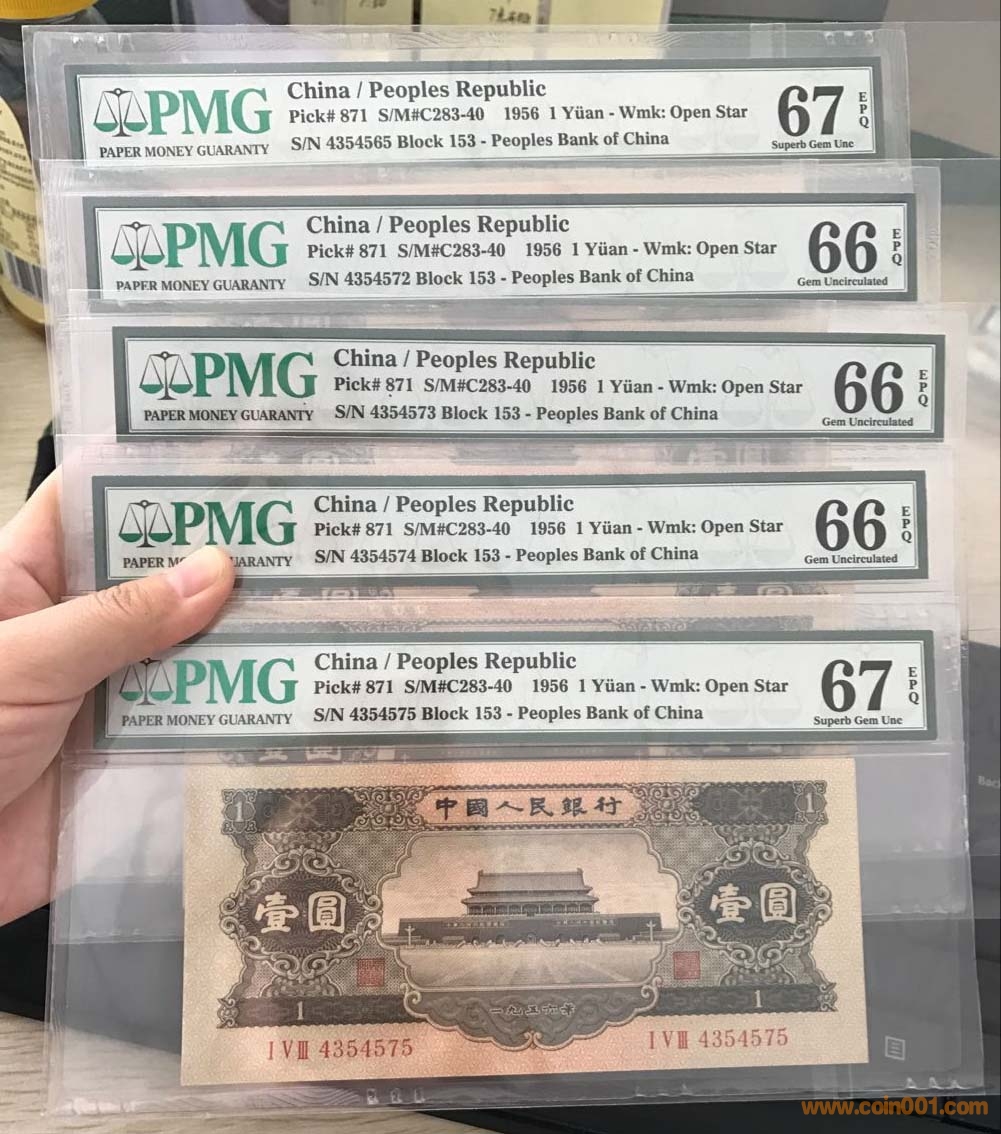 China / Peoples Republic
PMG Pick# 871 S/M#C283-40 1956 1 Yüan - Wmk: Open Star 67 EPQ
PAPER MONEY GUARANTY S/N 4354565 Block 153 - Peoples Bank of China Superb Gem Unc
China / Peoples Republic
PMG Pick# 871 S/M#C283-40 1956 1 Yüan - Wmk: Open Star 66 EPQ
PAPER MONEY GUARANTY S/N 4354572 Block 153 - Peoples Bank of China Gem Uncirculated
China / Peoples Republic
PMG Pick# 871 S/M#C283-40 1956 1 Yüan - Wmk: Open Star 66 EPQ
PAPER MONEY GUARANTY S/N 4354573 Block 153 - Peoples Bank of China Gem Uncirculated
China / Peoples Republic
PMG Pick# 871 S/M#C283-40 1956 1 Yüan - Wmk: Open Star 66 EPQ
PAPER S/N 4354574 Block 153 - Peoples Bank of China Gem Uncirculated
China / Peoples Republic
PMG Pick# 871 S/M#C283-40 1956 1 Yüan - Wmk: Open Star 67 EPQ
PAPER MONEY GUARANTY S/N 4354575 Block 153 - Peoples Bank of China Superb Gem Unc
1 中國人民銀行 1
壹圓 壹圓
1 一九五六年 1
I V III 4354575 I V III 4354575
www.coin001.com